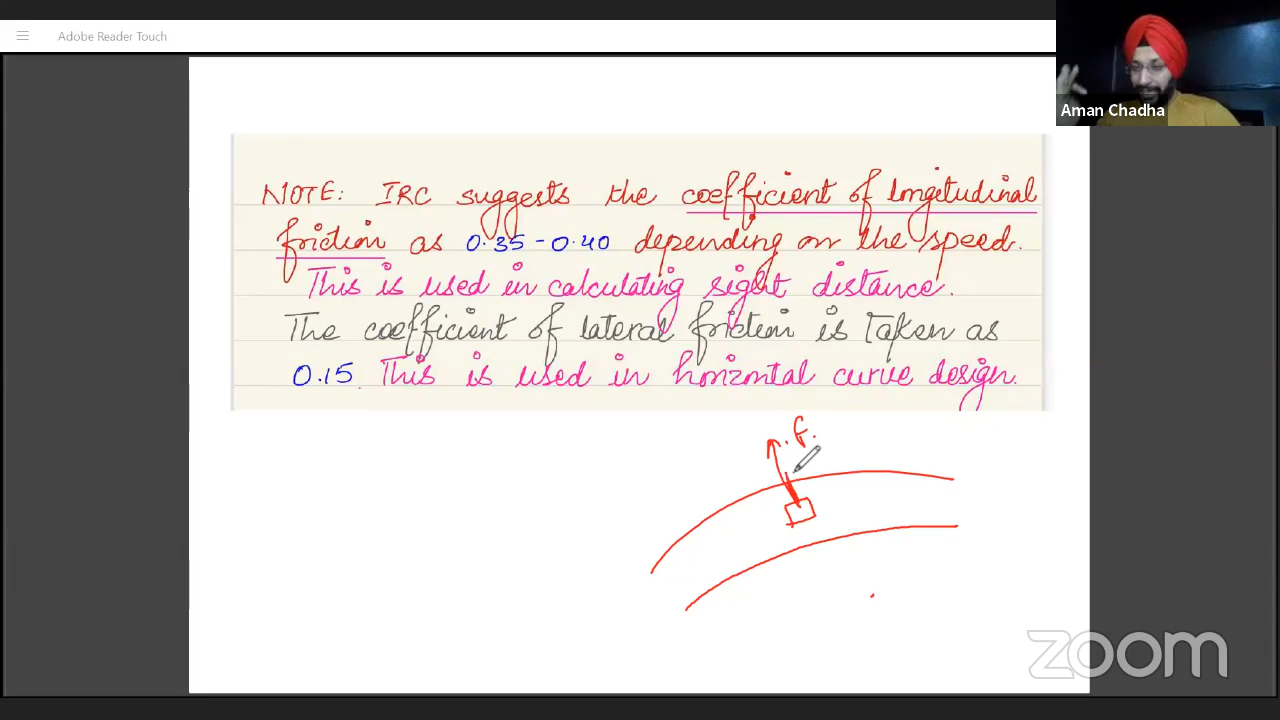 Adobe Reader Touch
Aman Chadha
NOTE: IRC suggests the coefficient of longitudinal
friction as 0.35-0.40 depending on the speed.
This is used in calculating sight distance.
The coefficient of lateral friction is taken as
0.15. This is used in horizontal curve design.
f.
zoom